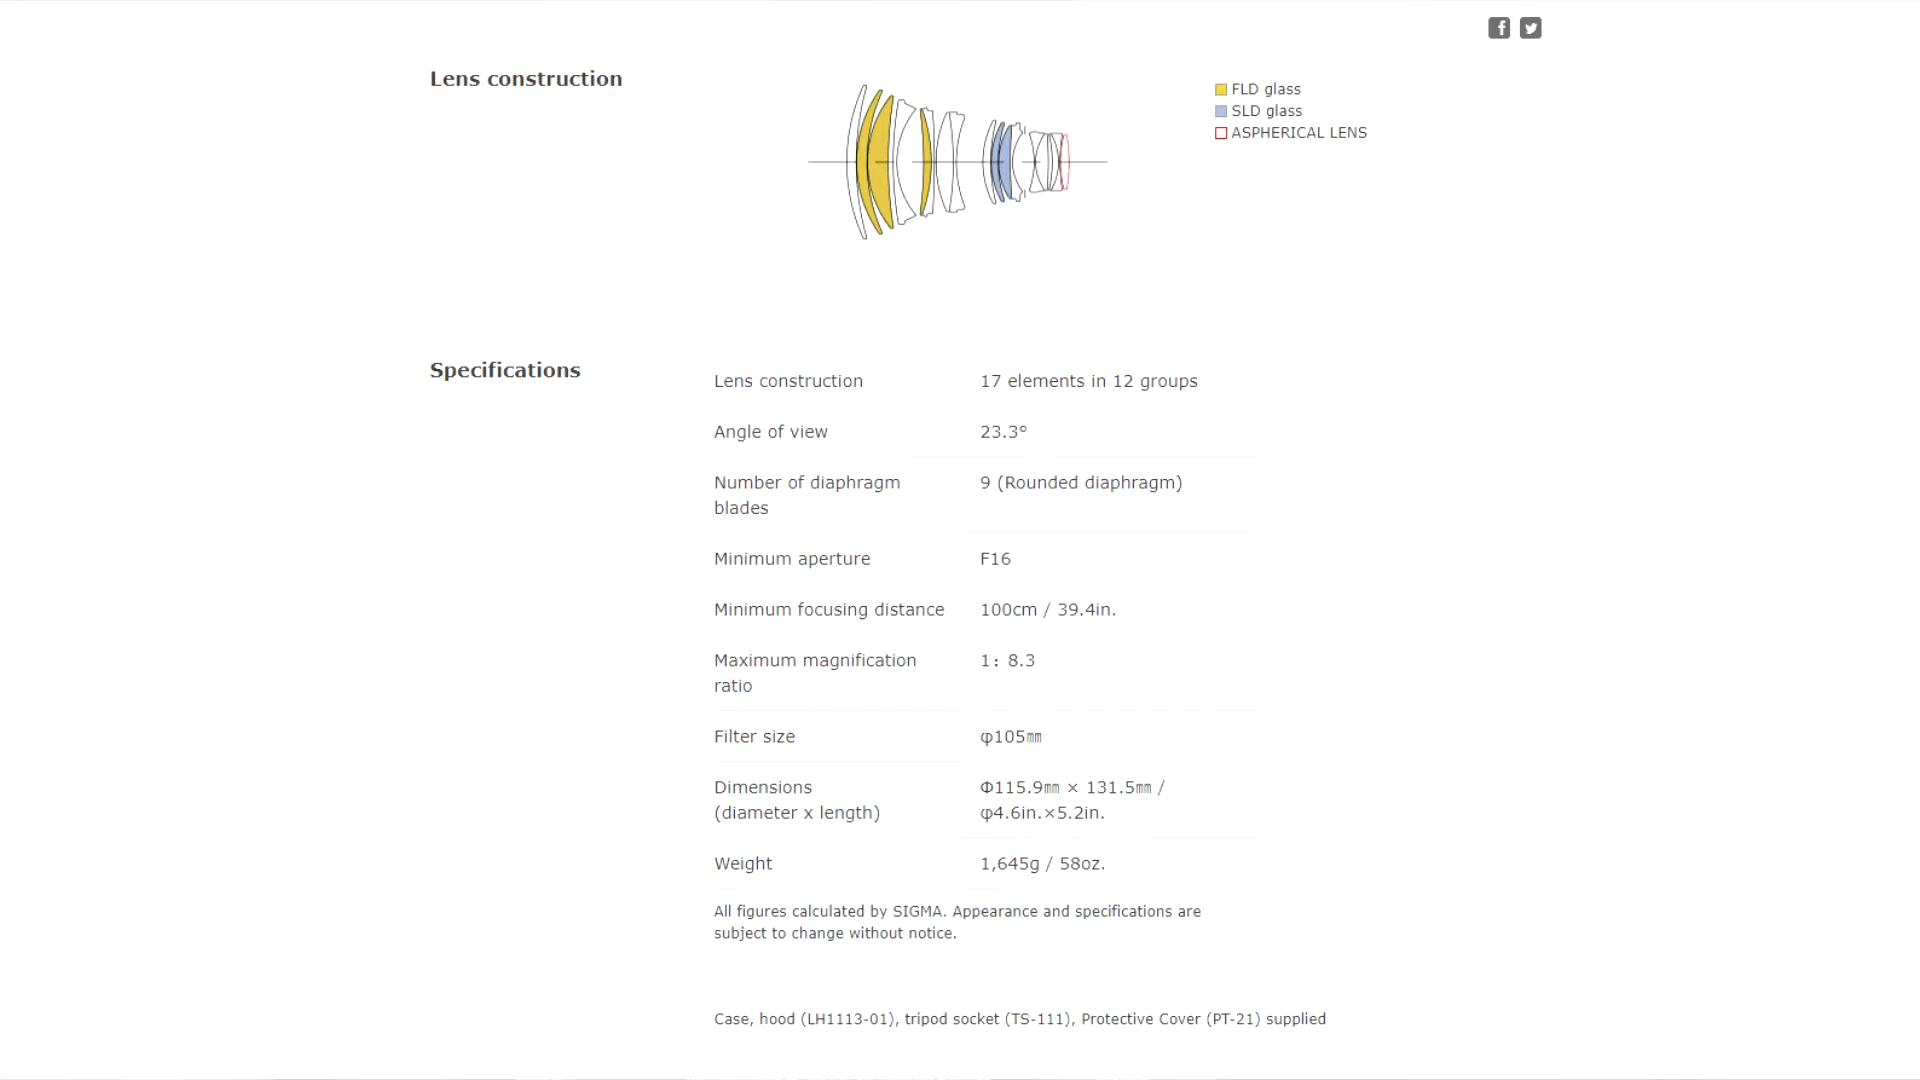 Lens construction
FLD glass
SLD glass
ASPHERICAL LENS
Specifications
Lens construction 17 elements in 12 groups
Angle of view 23.3°
Number of diaphragm 9 (Rounded diaphragm)
blades
Minimum aperture F16
Minimum focusing distance 100cm / 39.4in.
Maximum magnification 1：8.3
ratio
Filter size φ105㎜
Dimensions Φ115.9㎜ × 131.5㎜ /
(diameter x length) φ4.6in.×5.2in.
Weight 1,645g / 58oz.
All figures calculated by SIGMA. Appearance and specifications are
subject to change without notice.
Case, hood (LH1113-01), tripod socket (TS-111), Protective Cover (PT-21) supplied